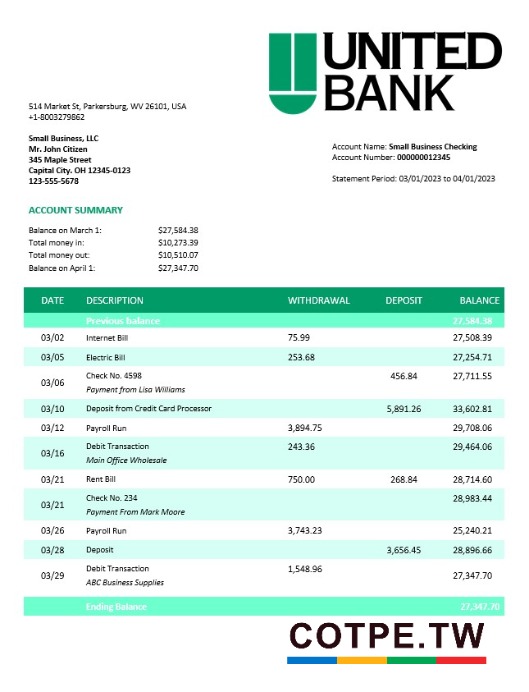 UNITED
BANK
514 Market St, Parkersburg, WV 26101, USA
+1-8003279862
Small Business, LLC
Mr. John Citizen
345 Maple Street
Capital City. OH 12345-0123
123-555-5678
Account Name: Small Business Checking
Account Number: 000000012345
Statement Period: 03/01/2023 to 04/01/2023
ACCOUNT SUMMARY
Balance on March 1: $27,584.38
Total money in: $10,273.39
Total money out: $10,510.07
Balance on April 1: $27,347.70
DATE DESCRIPTION WITHDRAWAL DEPOSIT BALANCE
Previous balance 27,584.38
03/02 Internet Bill 75.99 27,508.39
03/05 Electric Bill 253.68 27,254.71
03/06 Check No. 4598 456.84 27,711.55
Payment from Lisa Williams
03/10 Deposit from Credit Card Processor 5,891.26 33,602.81
03/12 Payroll Run 3,894.75 29,708.06
03/16 Debit Transaction 243.36 29,464.06
Main Office Wholesale
03/21 Rent Bill 750.00 268.84 28,714.60
03/21 Check No. 234 28,983.44
Payment From Mark Moore
03/26 Payroll Run 3,743.23 25,240.21
03/28 Deposit 3,656.45 28,896.66
03/29 Debit Transaction 1,548.96 27,347.70
ABC Business Supplies
Ending Balance 27,347.70
COTPE.TW